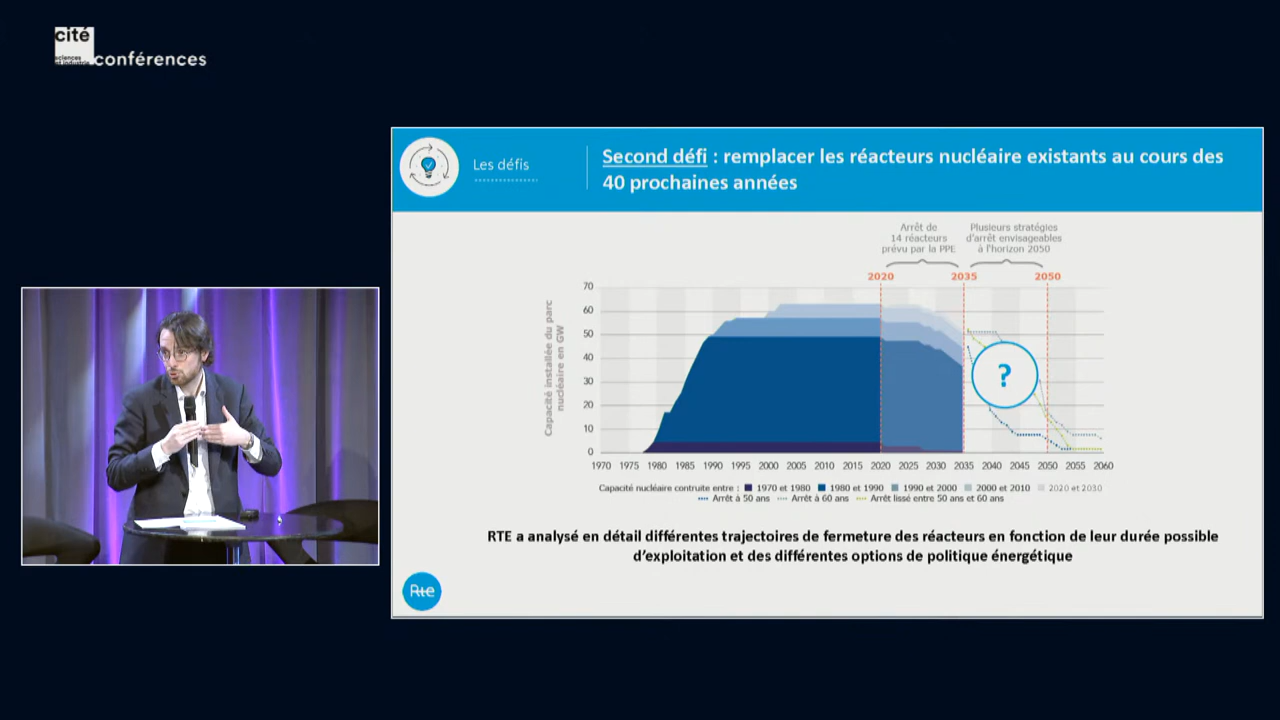 cité
sciences
et industrie
conférences
Les défis
Second défi : remplacer les réacteurs nucléaire existants au cours des
40 prochaines années
Arrêt de
14 réacteurs
prévu par la PPE
Plusieurs stratégies
d'arrêt envisageables
à l'horizon 2050
2020 2035 2050
Capacité installée du parc
nucléaire en GW
70
60
50
40
30
20
10
0
?
1970 1975 1980 1985 1990 1995 2000 2005 2010 2015 2020 2025 2030 2035 2040 2045 2050 2055 2060
Capacité nucléaire construite entre : 1970 et 1980 1980 et 1990 1990 et 2000 2000 et 2010 2020 et 2030
Arrêt à 50 ans Arrêt à 60 ans Arrêt lissé entre 50 ans et 60 ans
RTE a analysé en détail différentes trajectoires de fermeture des réacteurs en fonction de leur durée possible
d'exploitation et des différentes options de politique énergétique
Rte